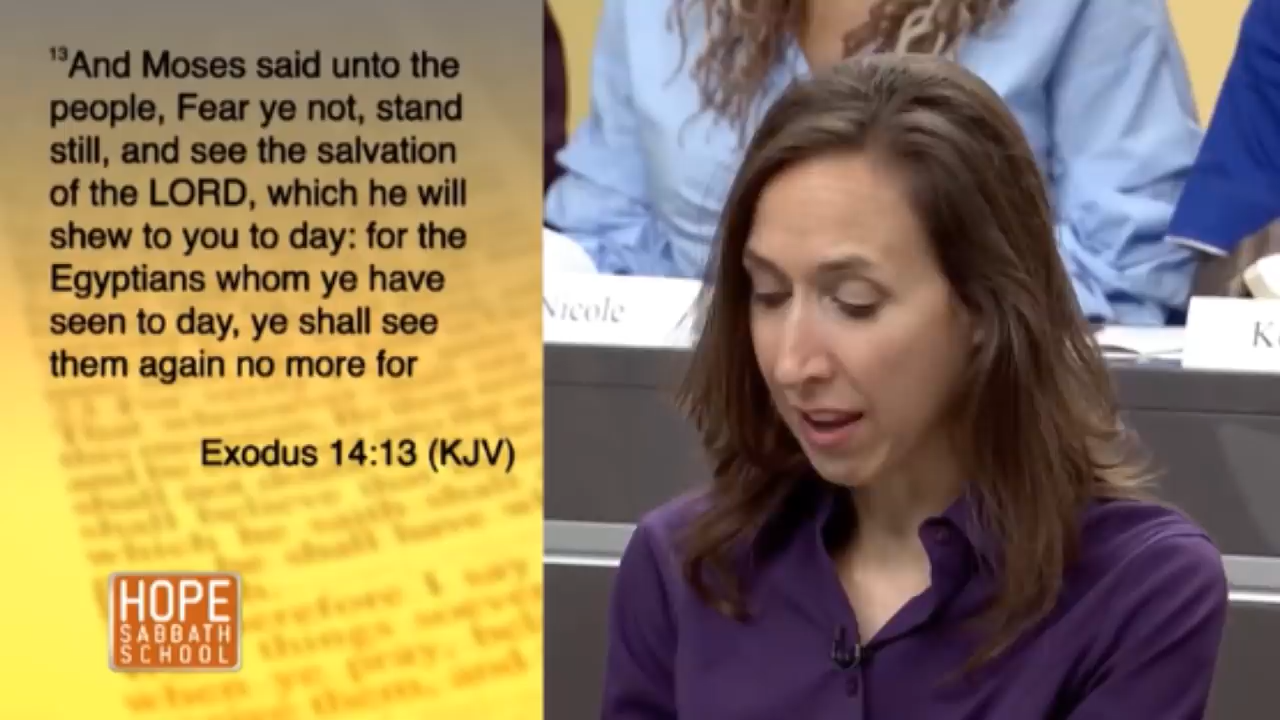 ¹³And Moses said unto the
people, Fear ye not, stand
still, and see the salvation
of the LORD, which he will
shew to you to day: for the
Egyptians whom ye have
seen to day, ye shall see
them again no more for
Exodus 14:13 (KJV)
HOPE
SABBATH
SCHOOL
Nicole